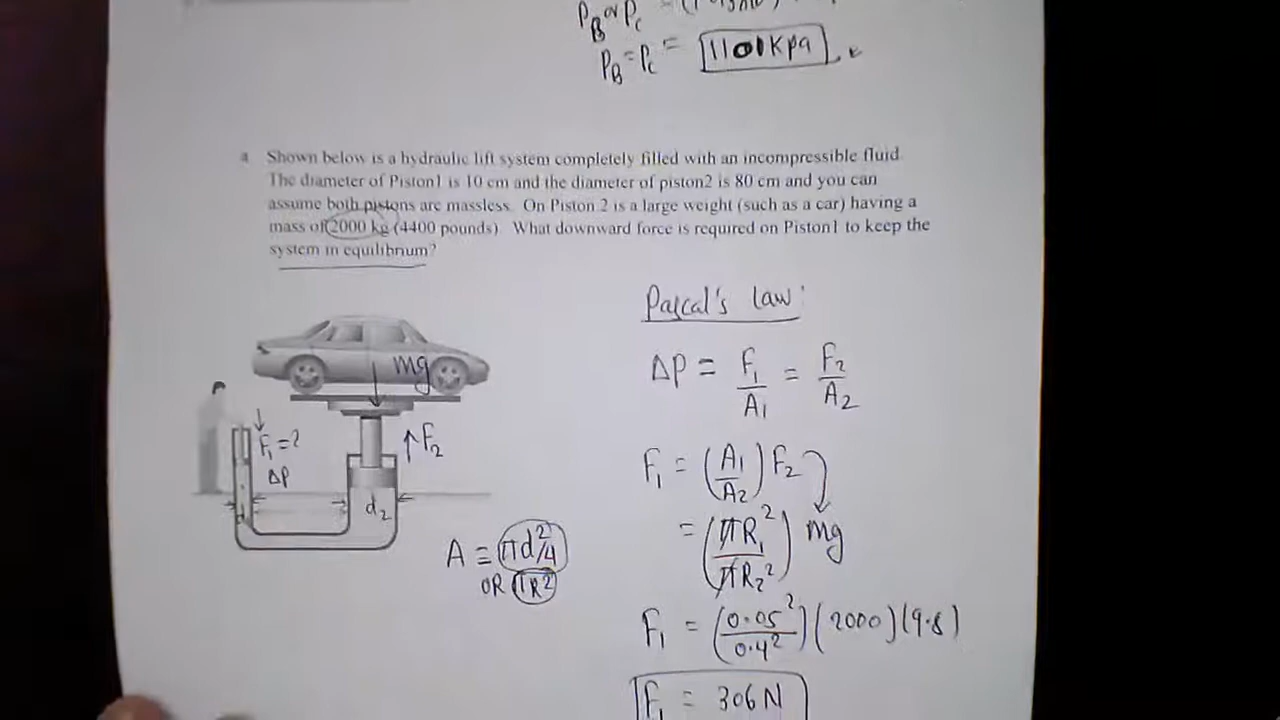 P_B or P_C =
P_B = P_C = 1101 Kpa
a Shown below is a hydraulic lift system completely filled with an incompressible fluid
The diameter of Piston1 is 10 cm and the diameter of piston2 is 80 cm and you can
assume both pistons are massless. On Piston 2 is a large weight (such as a car) having a
mass of 2000 kg (4400 pounds). What downward force is required on Piston1 to keep the
system in equilibrium?
Pascal's law:
ΔP = F₁/A₁ = F₂/A₂
mg
F₁ = ?
ΔP
F₂
d₂
A = πd²/4
OR πR²
F₁ = (A₁/A₂) F₂
= (πR₁²/πR₂²) mg
F₁ = (0.05²/0.4²)(2000)(9.8)
F₁ = 306 N